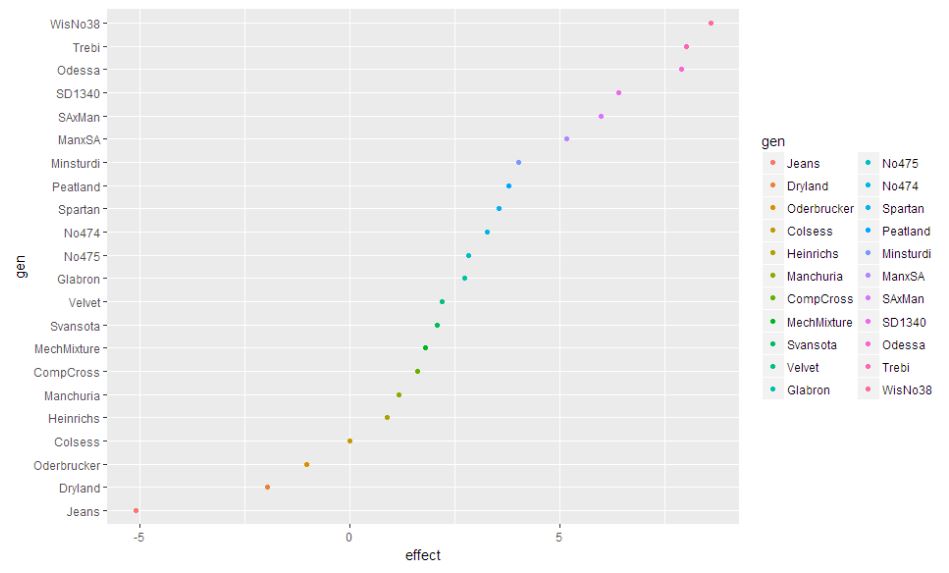 WisNo38
Trebi
Odessa
SD1340
SAxMan
ManxSA
Minsturdi
Peatland
Spartan
No474
No475
Glabron
Velvet
Svansota
MechMixture
CompCross
Manchuria
Heinrichs
Colsess
Oderbrucker
Dryland
Jeans
gen
-5 0 5
effect
gen
Jeans No475
Dryland No474
Oderbrucker Spartan
Colsess Peatland
Heinrichs Minsturdi
Manchuria ManxSA
CompCross SAxMan
MechMixture SD1340
Svansota Odessa
Velvet Trebi
Glabron WisNo38